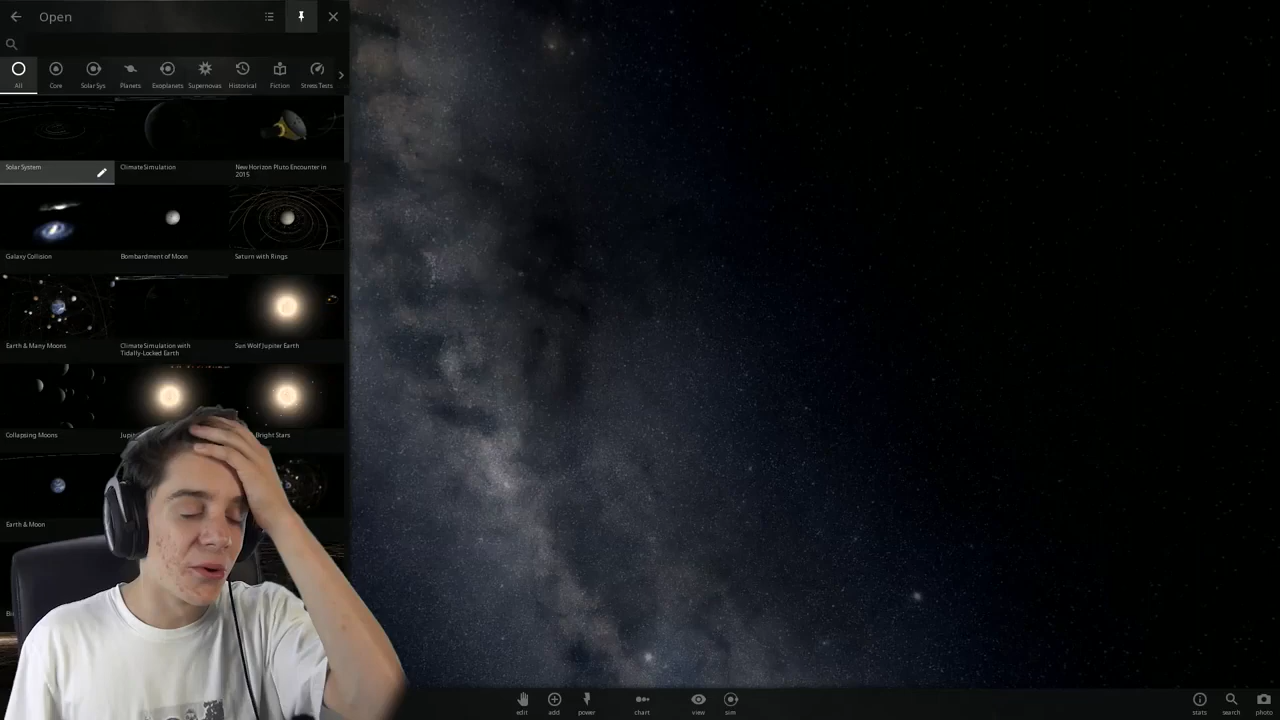 Open
All
Core
Solar Sys
Planets
Exoplanets
Supernovas
Historical
Fiction
Stress Tests
Solar System
Climate Simulation
New Horizon Pluto Encounter in
2015
Galaxy Collision
Bombardment of Moon
Saturn with Rings
Earth & Many Moons
Climate Simulation with
Tidally-Locked Earth
Sun Wolf Jupiter Earth
Collapsing Moons
Bright Stars
Earth & Moon
edit
add
power
chart
view
sim
stats
search
photo